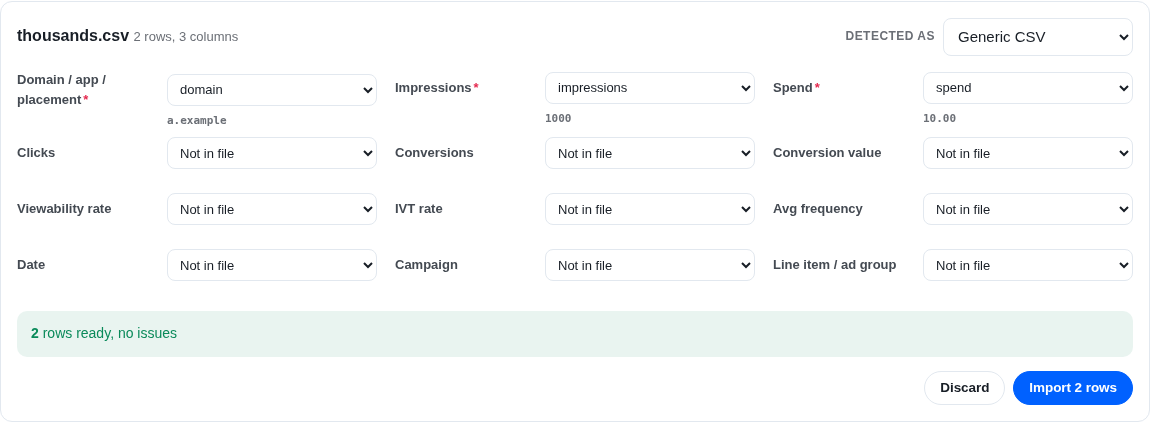 thousands.csv 2 rows, 3 columns
DETECTED AS Generic CSV
Domain / app / placement* domain
a.example
Impressions* impressions
1000
Spend* spend
10.00
Clicks Not in file
Conversions Not in file
Conversion value Not in file
Viewability rate Not in file
IVT rate Not in file
Avg frequency Not in file
Date Not in file
Campaign Not in file
Line item / ad group Not in file
2 rows ready, no issues
Discard
Import 2 rows